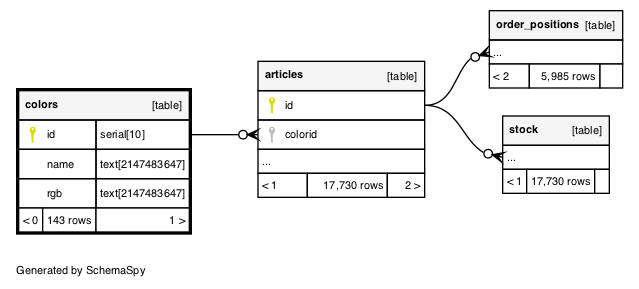 order_positions [table]
...
< 2 5,985 rows
articles [table]
id
colorid
...
< 1 17,730 rows 2 >
colors [table]
id serial[10]
name text[2147483647]
rgb text[2147483647]
< 0 143 rows 1 >
stock [table]
...
< 1 17,730 rows
Generated by SchemaSpy